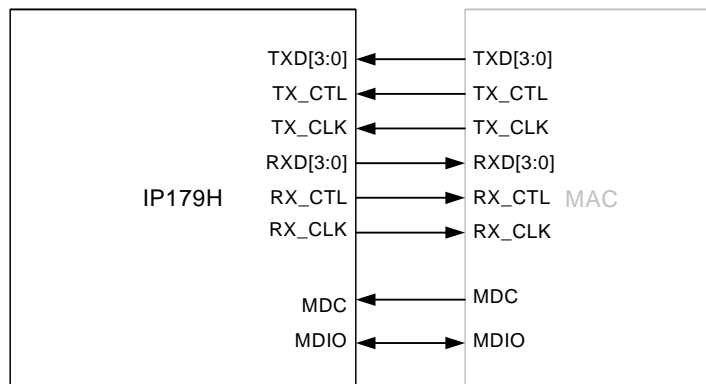 TXD[3:0] TXD[3:0]
TX_CTL TX_CTL
TX_CLK TX_CLK
RXD[3:0] RXD[3:0]
IP179H RX_CTL RX_CTL MAC
RX_CLK RX_CLK
MDC MDC
MDIO MDIO